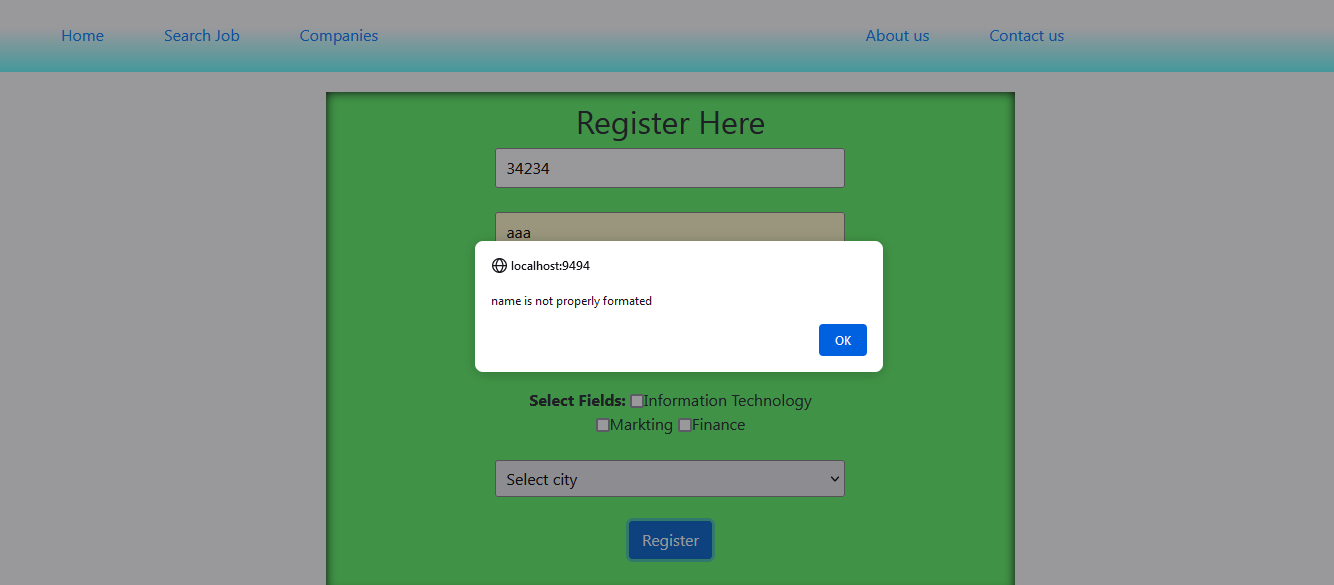 Home Search Job Companies About us Contact us
Register Here
34234
aaa
localhost:9494
name is not properly formated
OK
Select Fields: Information Technology
Markting Finance
Select city
Register